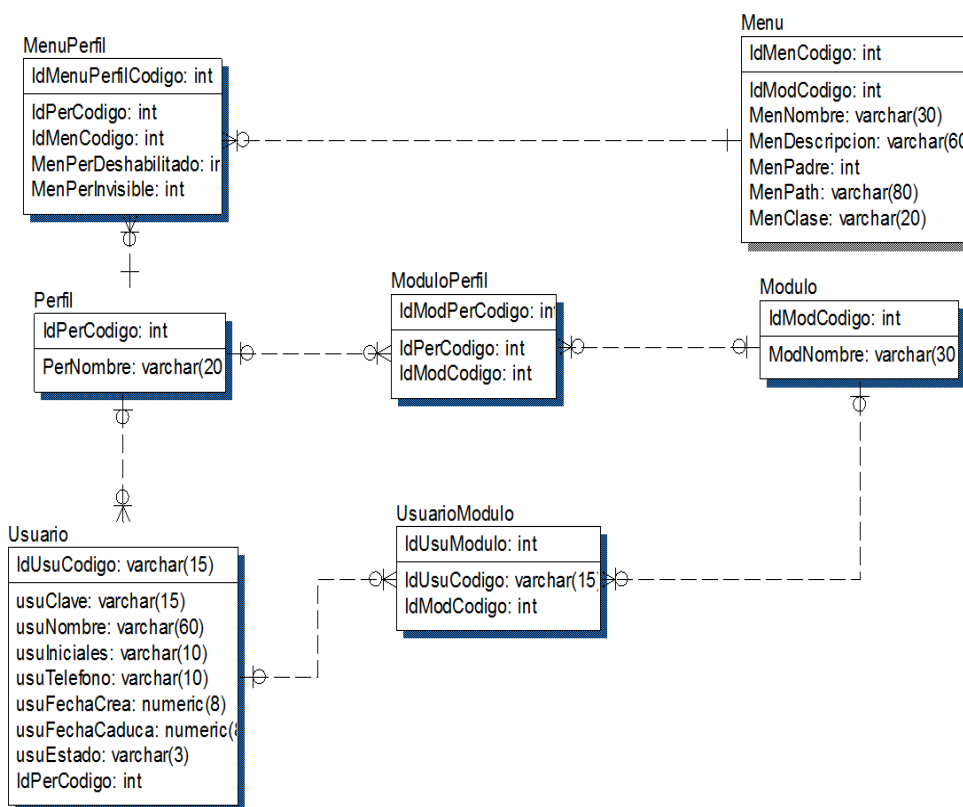 MenuPerfil
IdMenuPerfilCodigo: int
IdPerCodigo: int
IdMenCodigo: int
MenPerDeshabilitado: ir
MenPerInvisible: int
Menu
IdMenCodigo: int
IdModCodigo: int
MenNombre: varchar(30)
MenDescripcion: varchar(60
MenPadre: int
MenPath: varchar(80)
MenClase: varchar(20)
Perfil
IdPerCodigo: int
PerNombre: varchar(20
ModuloPerfil
IdModPerCodigo: int
IdPerCodigo: int
IdModCodigo: int
Modulo
IdModCodigo: int
ModNombre: varchar(30
Usuario
IdUsuCodigo: varchar(15)
usuClave: varchar(15)
usuNombre: varchar(60)
usuIniciales: varchar(10)
usuTelefono: varchar(10)
usuFechaCrea: numeric(8)
usuFechaCaduca: numeric(8
usuEstado: varchar(3)
IdPerCodigo: int
UsuarioModulo
IdUsuModulo: int
IdUsuCodigo: varchar(15)
IdModCodigo: int